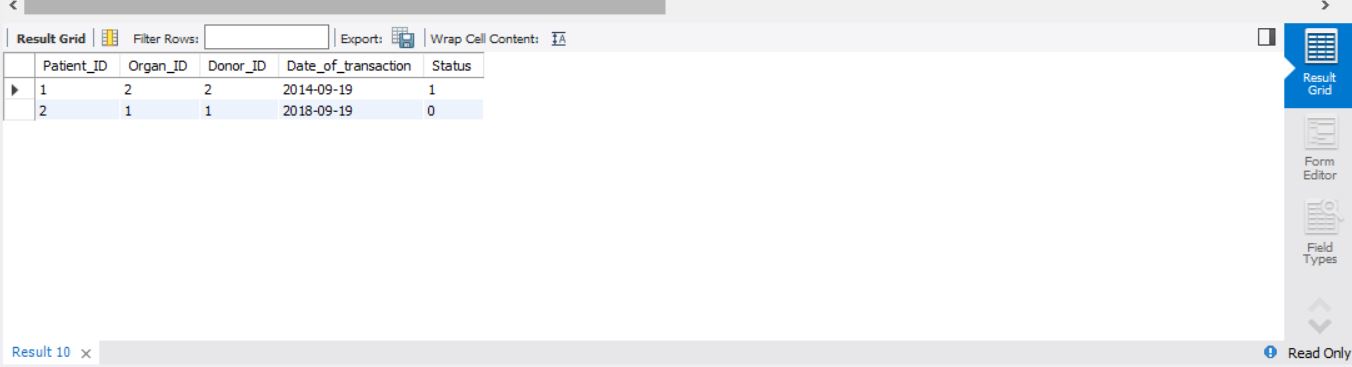 Result Grid Filter Rows: Export: Wrap Cell Content: IA
Patient_ID Organ_ID Donor_ID Date_of_transaction Status
1 2 2 2014-09-19 1
2 1 1 2018-09-19 0
Result
Grid
Form
Editor
Field
Types
Result 10 ×
Read Only